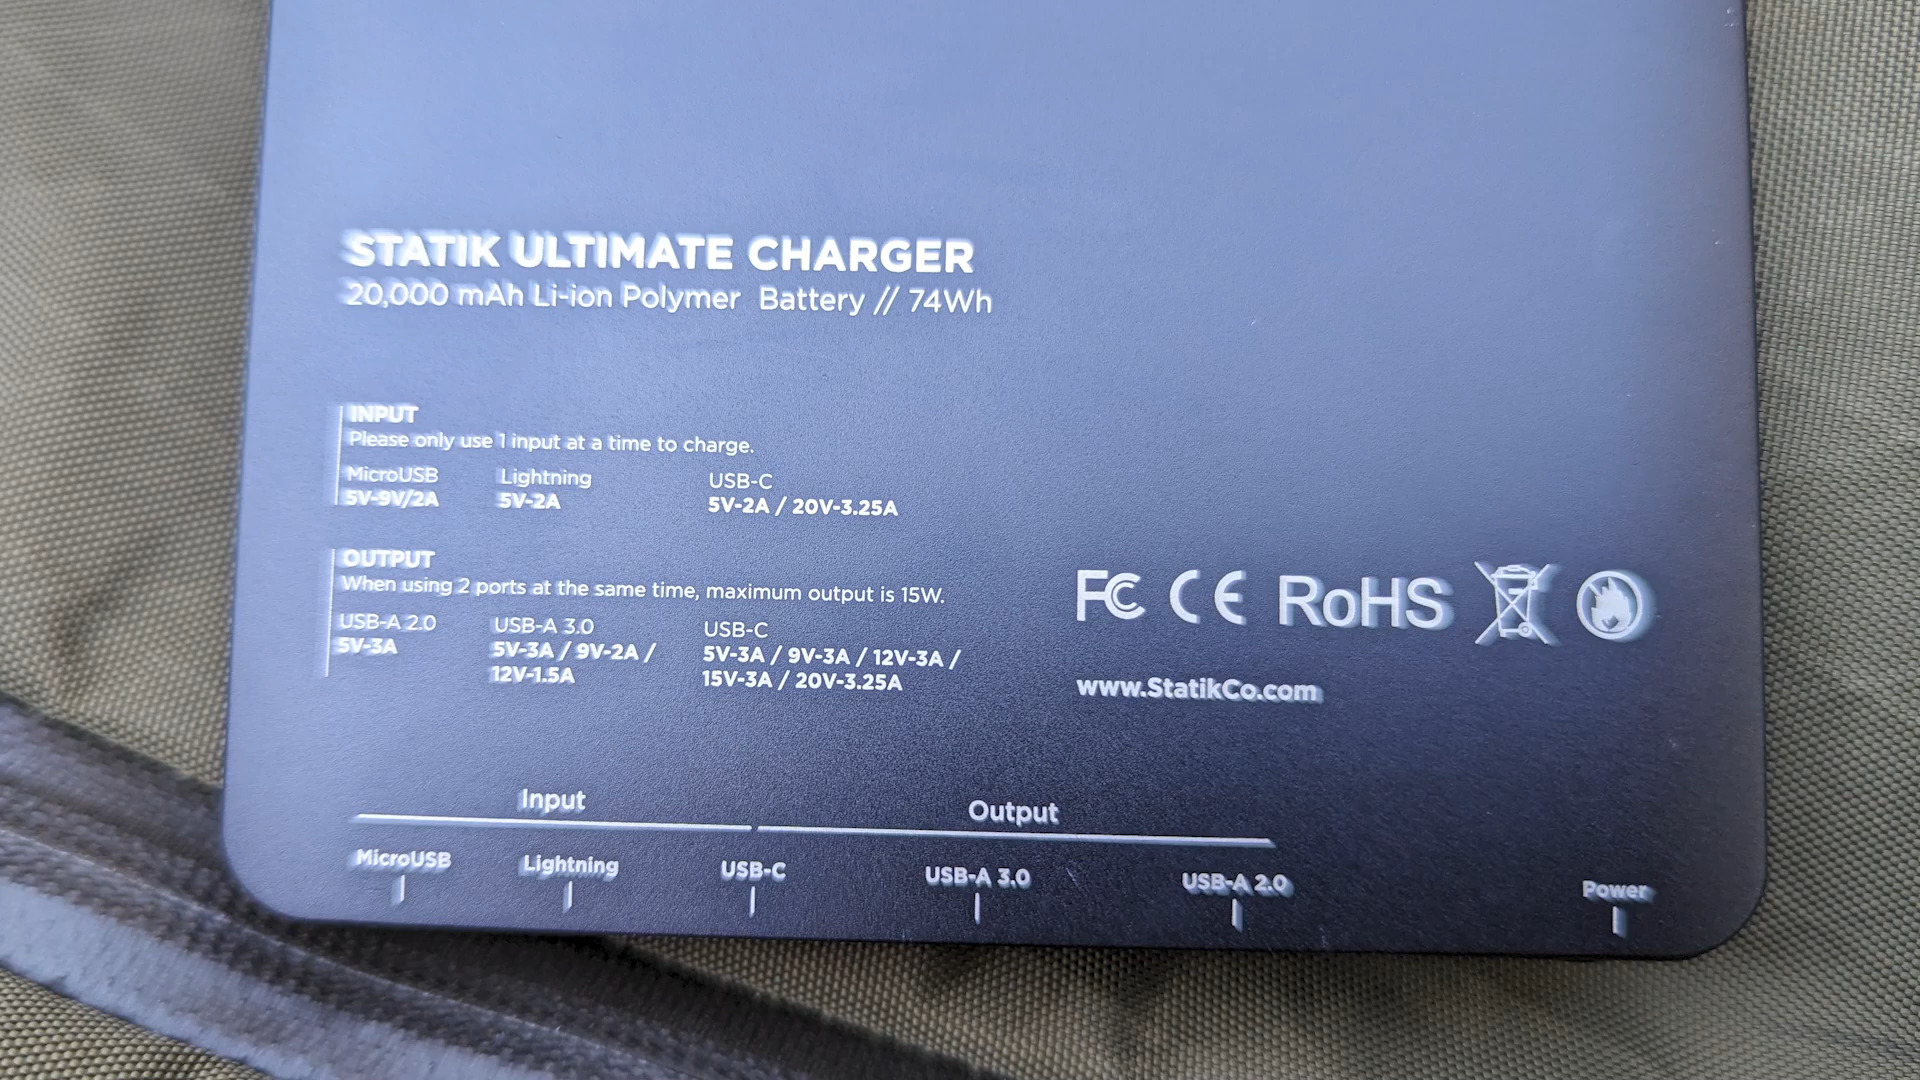 STATIK ULTIMATE CHARGER
20,000 mAh Li-ion Polymer Battery // 74Wh
INPUT
Please only use 1 input at a time to charge.
MicroUSB Lightning USB-C
5V-9V/2A 5V-2A 5V-2A / 20V-3.25A
OUTPUT
When using 2 ports at the same time, maximum output is 15W.
USB-A 2.0 USB-A 3.0 USB-C
5V-3A 5V-3A / 9V-2A / 5V-3A / 9V-3A / 12V-3A /
12V-1.5A 15V-3A / 20V-3.25A
FC CE RoHS
www.StatikCo.com
Input Output
MicroUSB Lightning USB-C USB-A 3.0 USB-A 2.0 Power